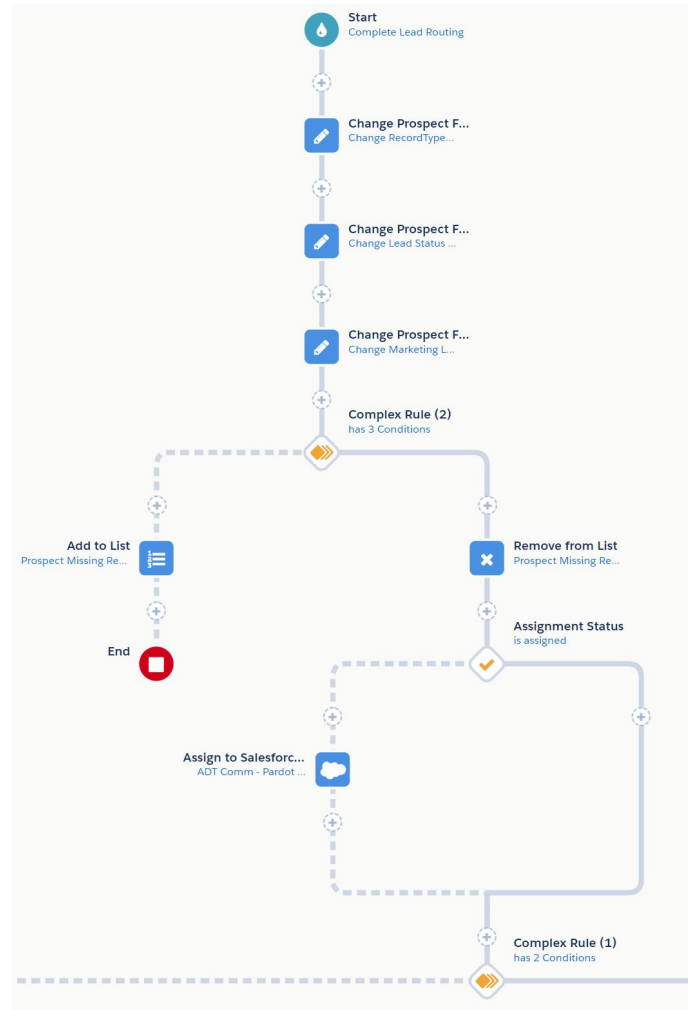 Start
Complete Lead Routing
Change Prospect F...
Change RecordType...
Change Prospect F...
Change Lead Status ...
Change Prospect F...
Change Marketing L...
Complex Rule (2)
has 3 Conditions
Add to List
Prospect Missing Re...
Remove from List
Prospect Missing Re...
Assignment Status
is assigned
End
Assign to Salesforc...
ADT Comm - Pardot ...
Complex Rule (1)
has 2 Conditions